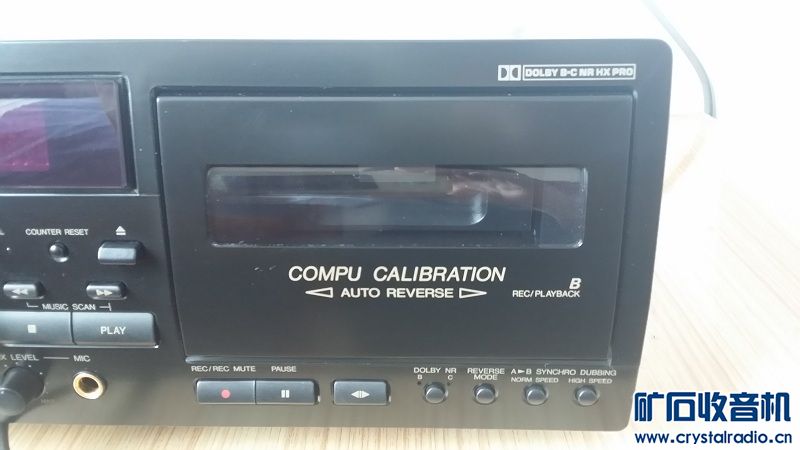 DOLBY B-C NR HX PRO
COUNTER RESET
COMPU CALIBRATION
AUTO REVERSE
B
REC/PLAYBACK
MUSIC SCAN
PLAY
LEVEL
MIC
REC/REC MUTE
PAUSE
DOLBY NR
B C
REVERSE
MODE
A►B SYNCHRO DUBBING
NORM SPEED
HIGH SPEED
矿石收音机
www.crystalradio.cn